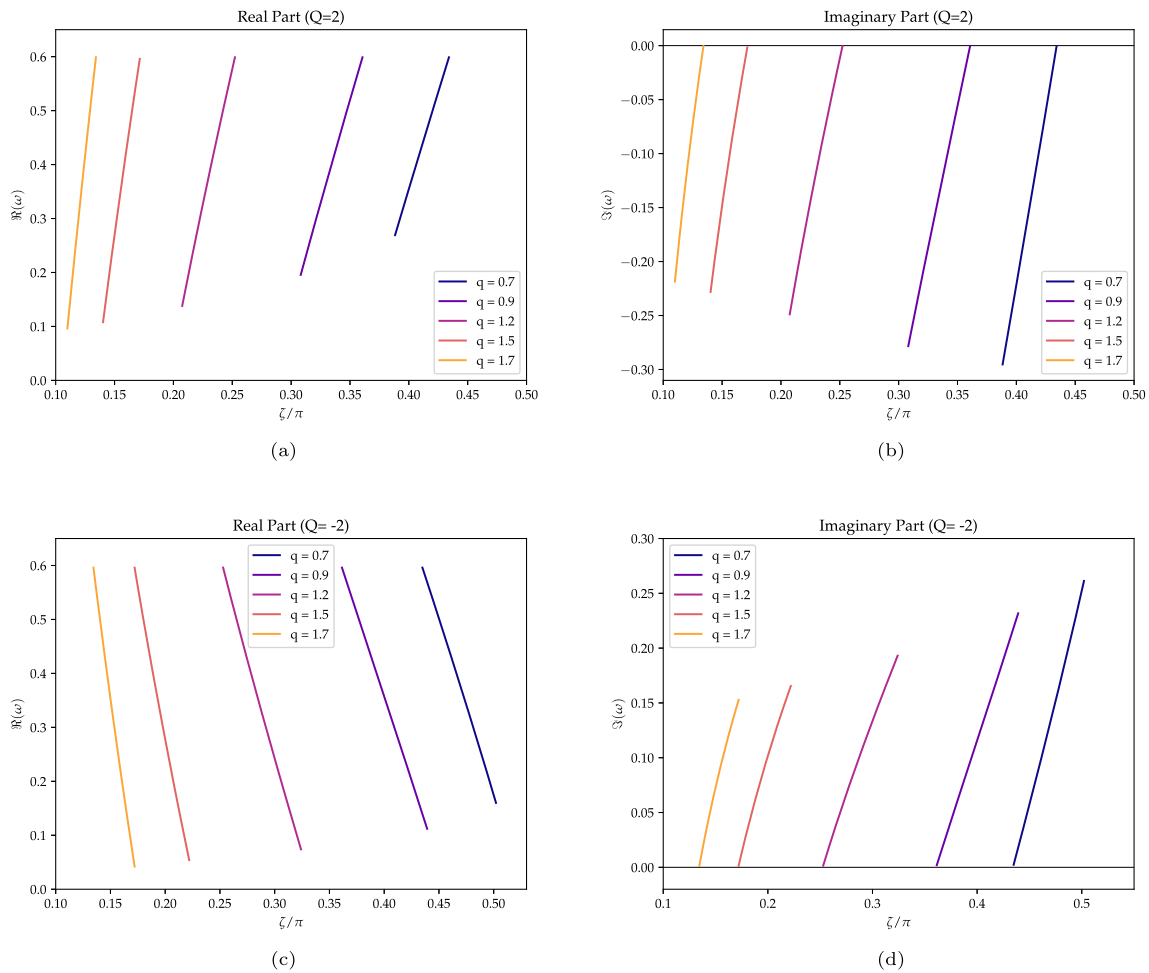 Real Part (Q=2)
ℜ(ω)
0.6
0.5
0.4
0.3
0.2
0.1
0.0
0.10 0.15 0.20 0.25 0.30 0.35 0.40 0.45 0.50
ζ/π
q = 0.7
q = 0.9
q = 1.2
q = 1.5
q = 1.7
(a)
Imaginary Part (Q=2)
ℑ(ω)
0.00
−0.05
−0.10
−0.15
−0.20
−0.25
−0.30
0.10 0.15 0.20 0.25 0.30 0.35 0.40 0.45 0.50
ζ/π
q = 0.7
q = 0.9
q = 1.2
q = 1.5
q = 1.7
(b)
Real Part (Q= -2)
ℜ(ω)
0.6
0.5
0.4
0.3
0.2
0.1
0.0
0.10 0.15 0.20 0.25 0.30 0.35 0.40 0.45 0.50
ζ/π
q = 0.7
q = 0.9
q = 1.2
q = 1.5
q = 1.7
(c)
Imaginary Part (Q= -2)
ℑ(ω)
0.30
0.25
0.20
0.15
0.10
0.05
0.00
0.1 0.2 0.3 0.4 0.5
ζ/π
q = 0.7
q = 0.9
q = 1.2
q = 1.5
q = 1.7
(d)